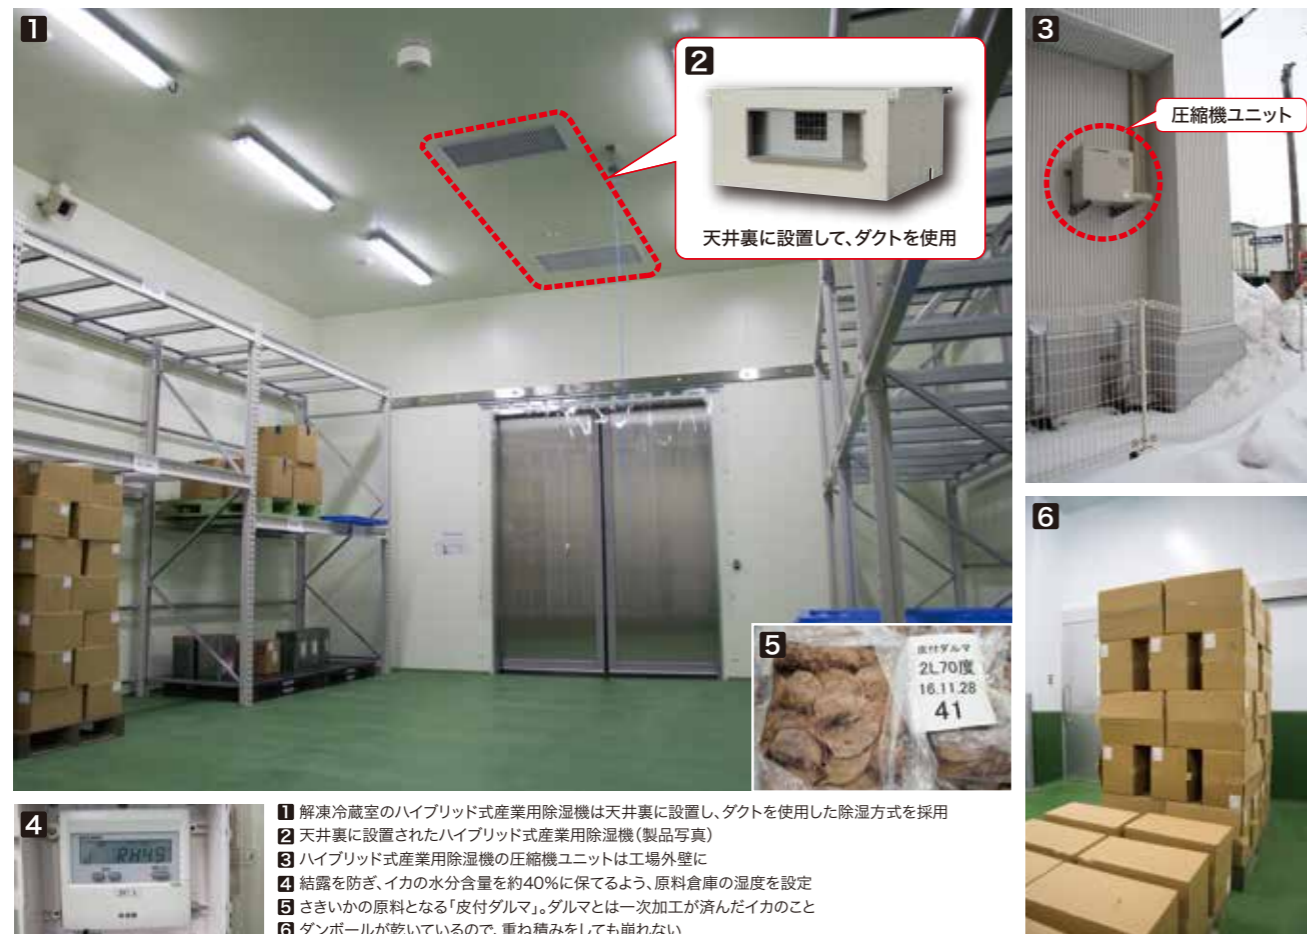 1
2
天井裏に設置して、ダクトを使用
3
圧縮機ユニット
5
皮付ダルマ
2L70度
16.11.28
41
6
4
RH45
1 解凍冷蔵室のハイブリッド式産業用除湿機は天井裏に設置し、ダクトを使用した除湿方式を採用
2 天井裏に設置されたハイブリッド式産業用除湿機(製品写真)
3 ハイブリッド式産業用除湿機の圧縮機ユニットは工場外壁に
4 結露を防ぎ、イカの水分含量を約40%に保てるよう、原料倉庫の湿度を設定
5 さきいかの原料となる「皮付ダルマ」。ダルマとは一次加工が済んだイカのこと
6 ダンボールが乾いているので、重ね積みをしても崩れない